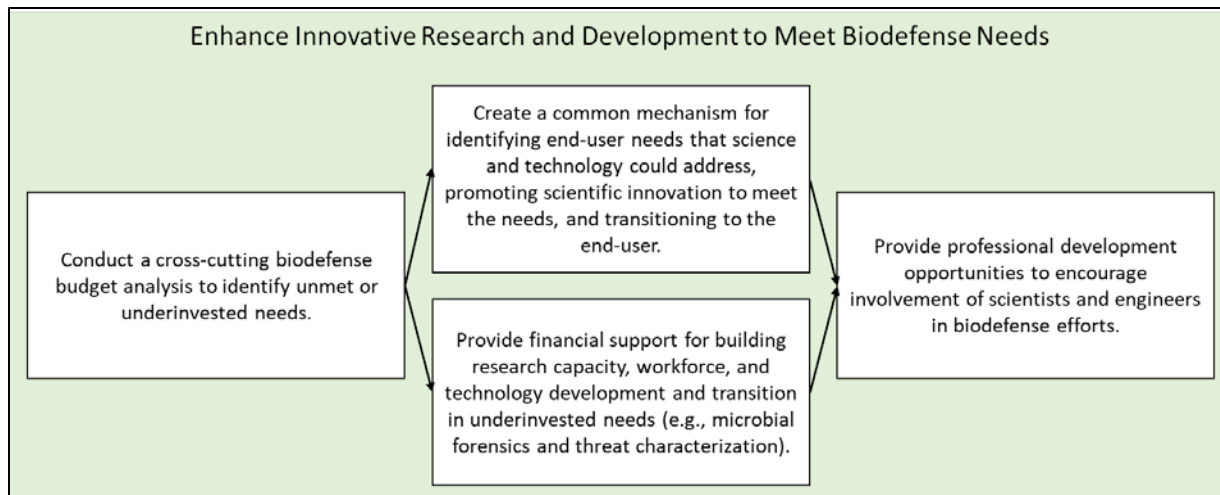 Enhance Innovative Research and Development to Meet Biodefense Needs
Conduct a cross-cutting biodefense
budget analysis to identify unmet or
underinvested needs.
Create a common mechanism for
identifying end-user needs that science
and technology could address,
promoting scientific innovation to meet
the needs, and transitioning to the
end-user.
Provide financial support for building
research capacity, workforce, and
technology development and transition
in underinvested needs (e.g., microbial
forensics and threat characterization).
Provide professional development
opportunities to encourage
involvement of scientists and engineers
in biodefense efforts.